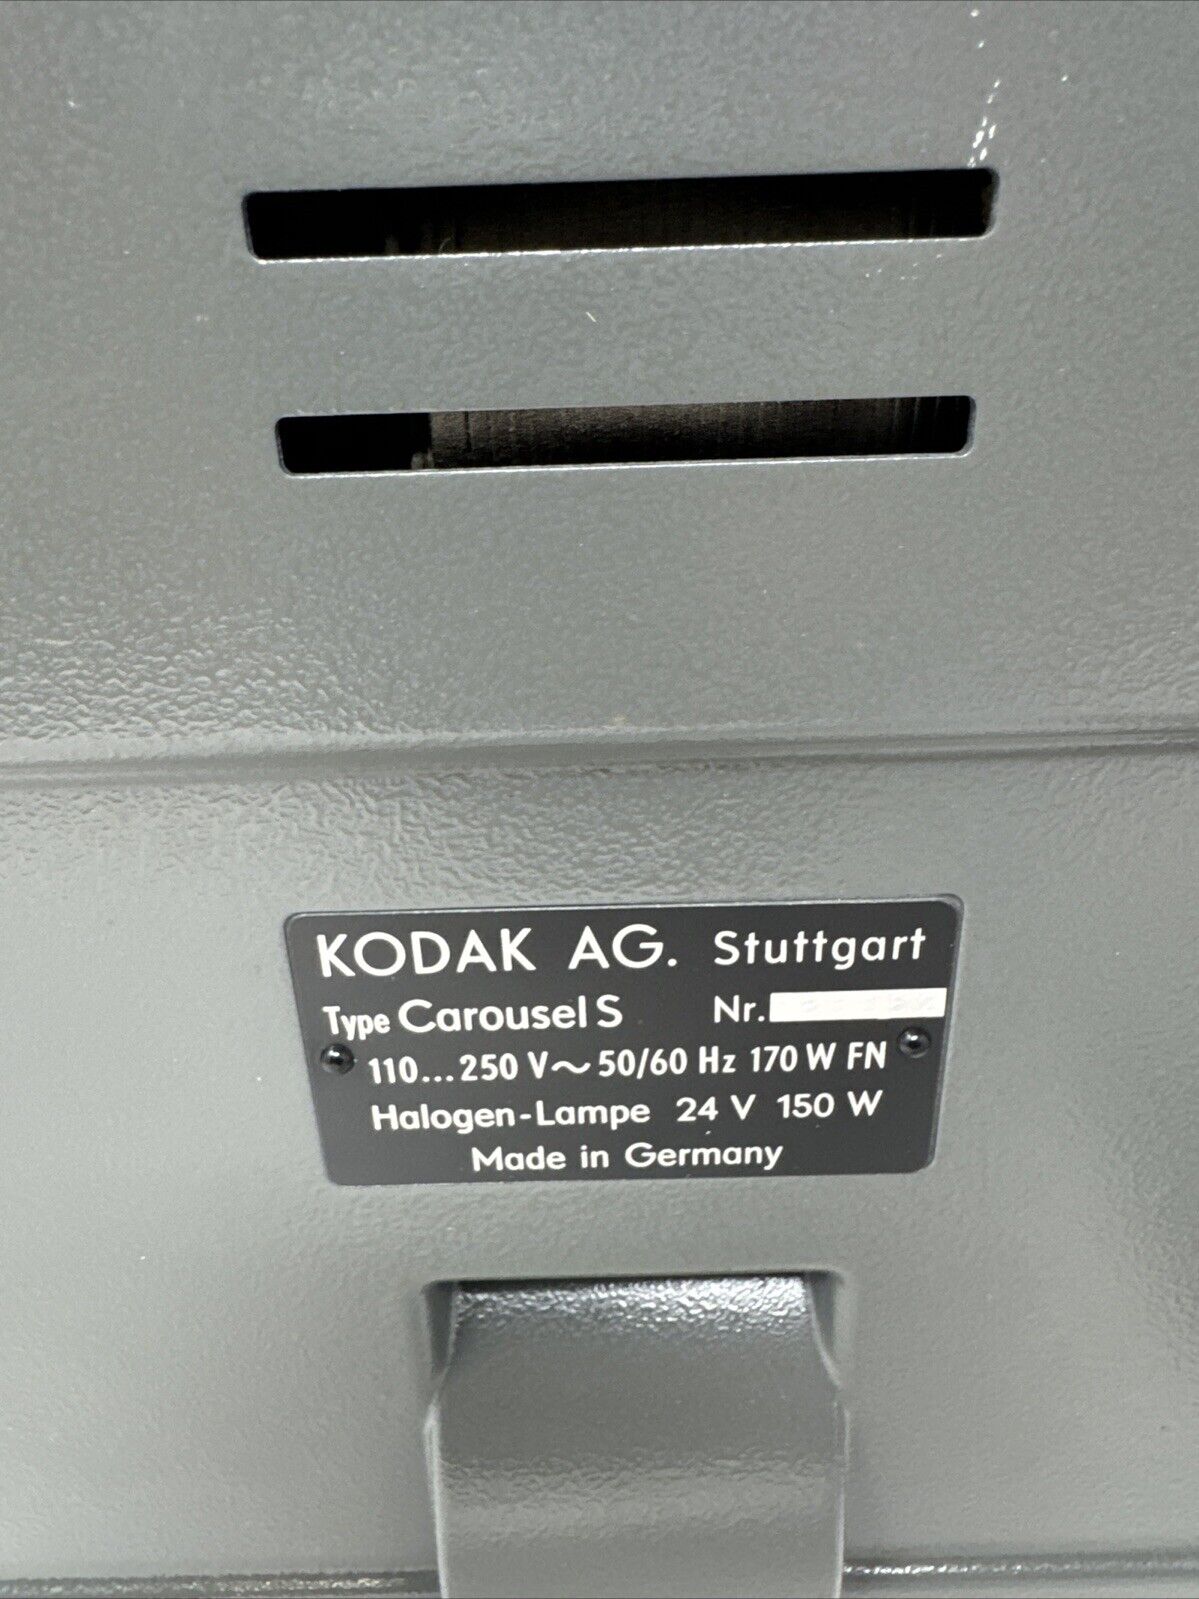 KODAK AG. Stuttgart
Type Carousel S Nr.
110...250 V~ 50/60 Hz 170 W FN
Halogen-Lampe 24 V 150 W
Made in Germany